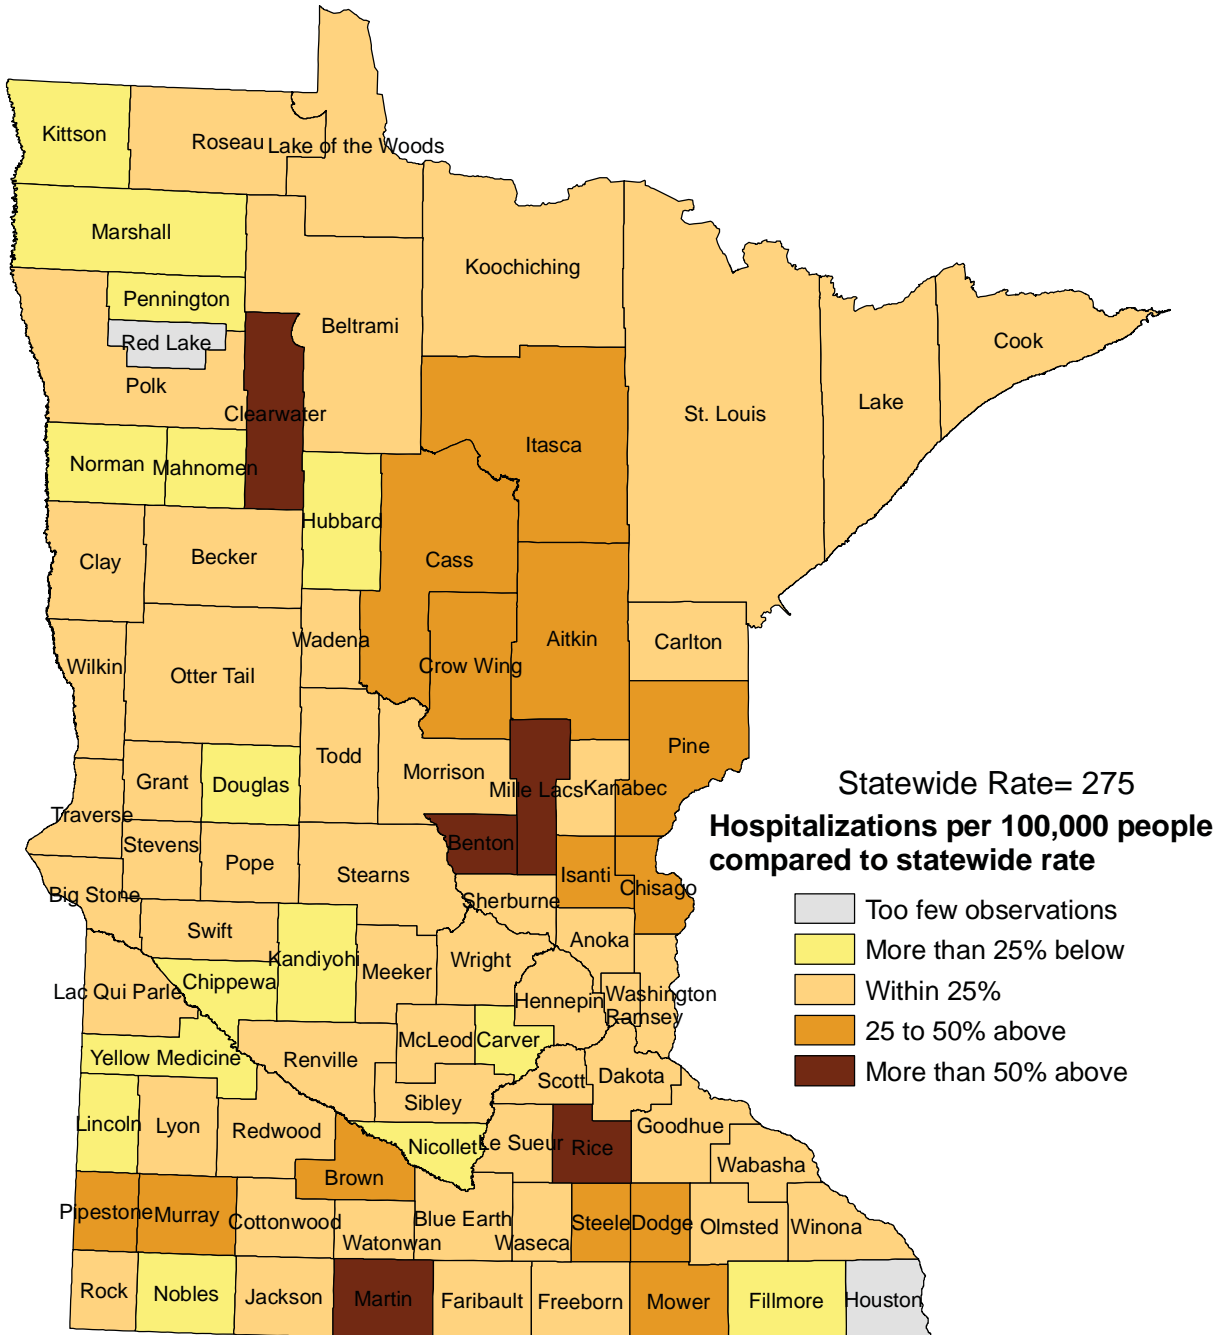 Kittson
Roseau
Lake of the Woods
Marshall
Koochiching
Pennington
Beltrami
Red Lake
Cook
Polk
Lake
Clearwater
St. Louis
Itasca
Norman
Mahnomen
Hubbard
Clay
Becker
Cass
Wadena
Aitkin
Carlton
Wilkin
Otter Tail
Crow Wing
Pine
Todd
Morrison
Grant
Douglas
Mille Lacs
Kanabec
Statewide Rate= 275
Hospitalizations per 100,000 people
compared to statewide rate
Too few observations
More than 25% below
Within 25%
25 to 50% above
More than 50% above
Traverse
Stevens
Benton
Pope
Stearns
Isanti
Chisago
Big Stone
Sherburne
Swift
Anoka
Kandiyohi
Wright
Meeker
Chippewa
Lac Qui Parle
Hennepin
Washington
Ramsey
McLeod
Carver
Yellow Medicine
Renville
Scott
Dakota
Sibley
Lincoln
Lyon
Redwood
Goodhue
Nicollet
Le Sueur
Rice
Wabasha
Brown
Pipestone
Murray
Cottonwood
Blue Earth
Steele
Dodge
Olmsted
Winona
Watonwan
Waseca
Rock
Nobles
Jackson
Martin
Faribault
Freeborn
Mower
Fillmore
Houston